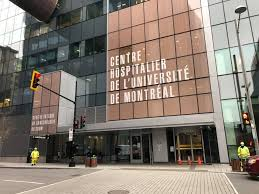 CENTRE
HOSPITALIER
DE L'UNIVERSITÉ
DE MONTRÉAL